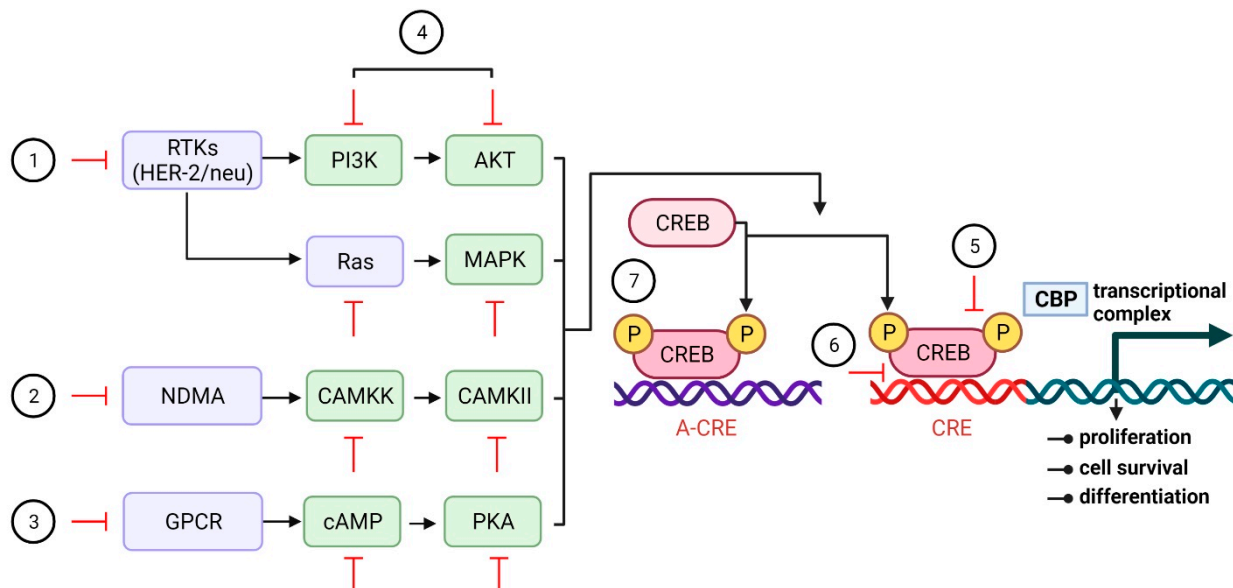 4
1
RTKs
(HER-2/neu)
PI3K
AKT
CREB
Ras
MAPK
5
7
CBP
transcriptional
complex
P
P
CREB
6
P
P
CREB
2
NDMA
CAMKK
CAMKII
A-CRE
CRE
proliferation
cell survival
differentiation
3
GPCR
cAMP
PKA